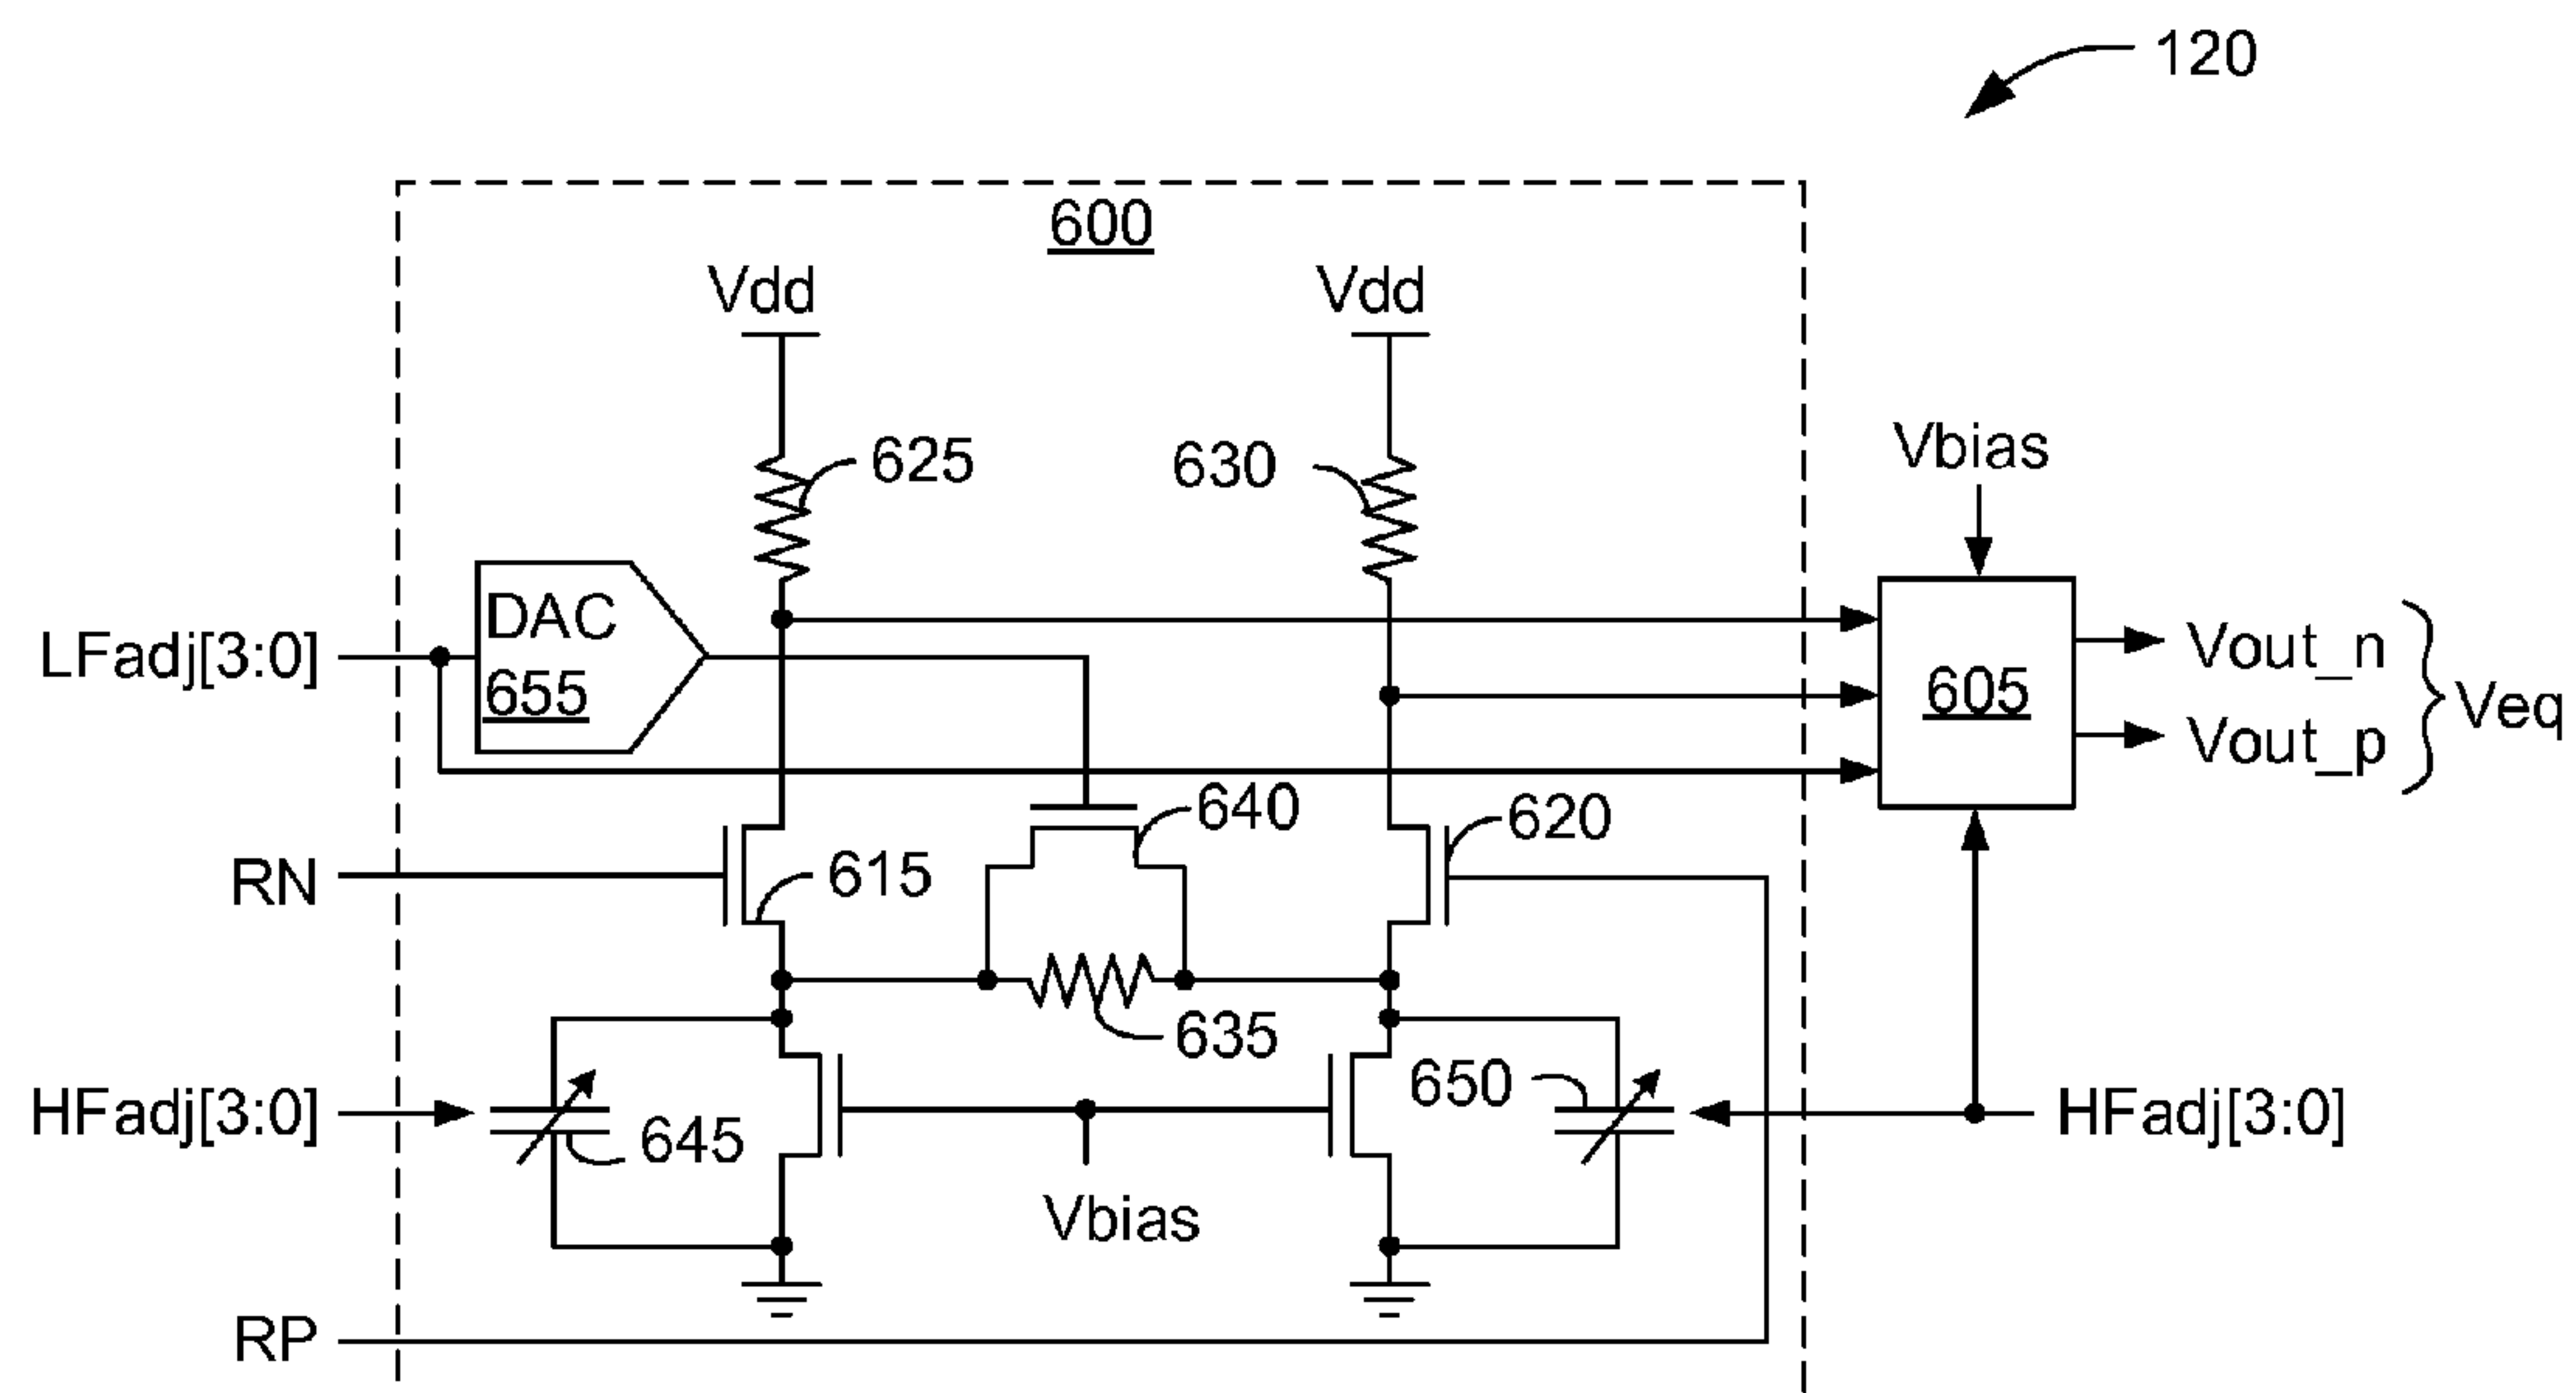 120
600
Vdd
Vdd
625
630
Vbias
DAC
655
LFadj[3:0]
605
Vout_n
Vout_p
Veq
640
620
RN
615
635
650
HFadj[3:0]
645
HFadj[3:0]
Vbias
RP